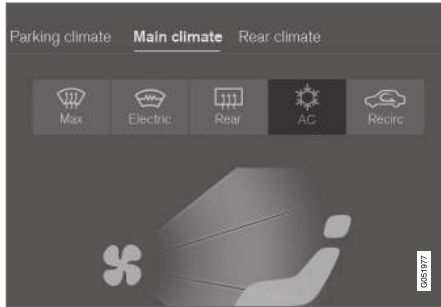 Parking climate Main climate Rear climate
Max Electric Rear AC Recirc
G051977